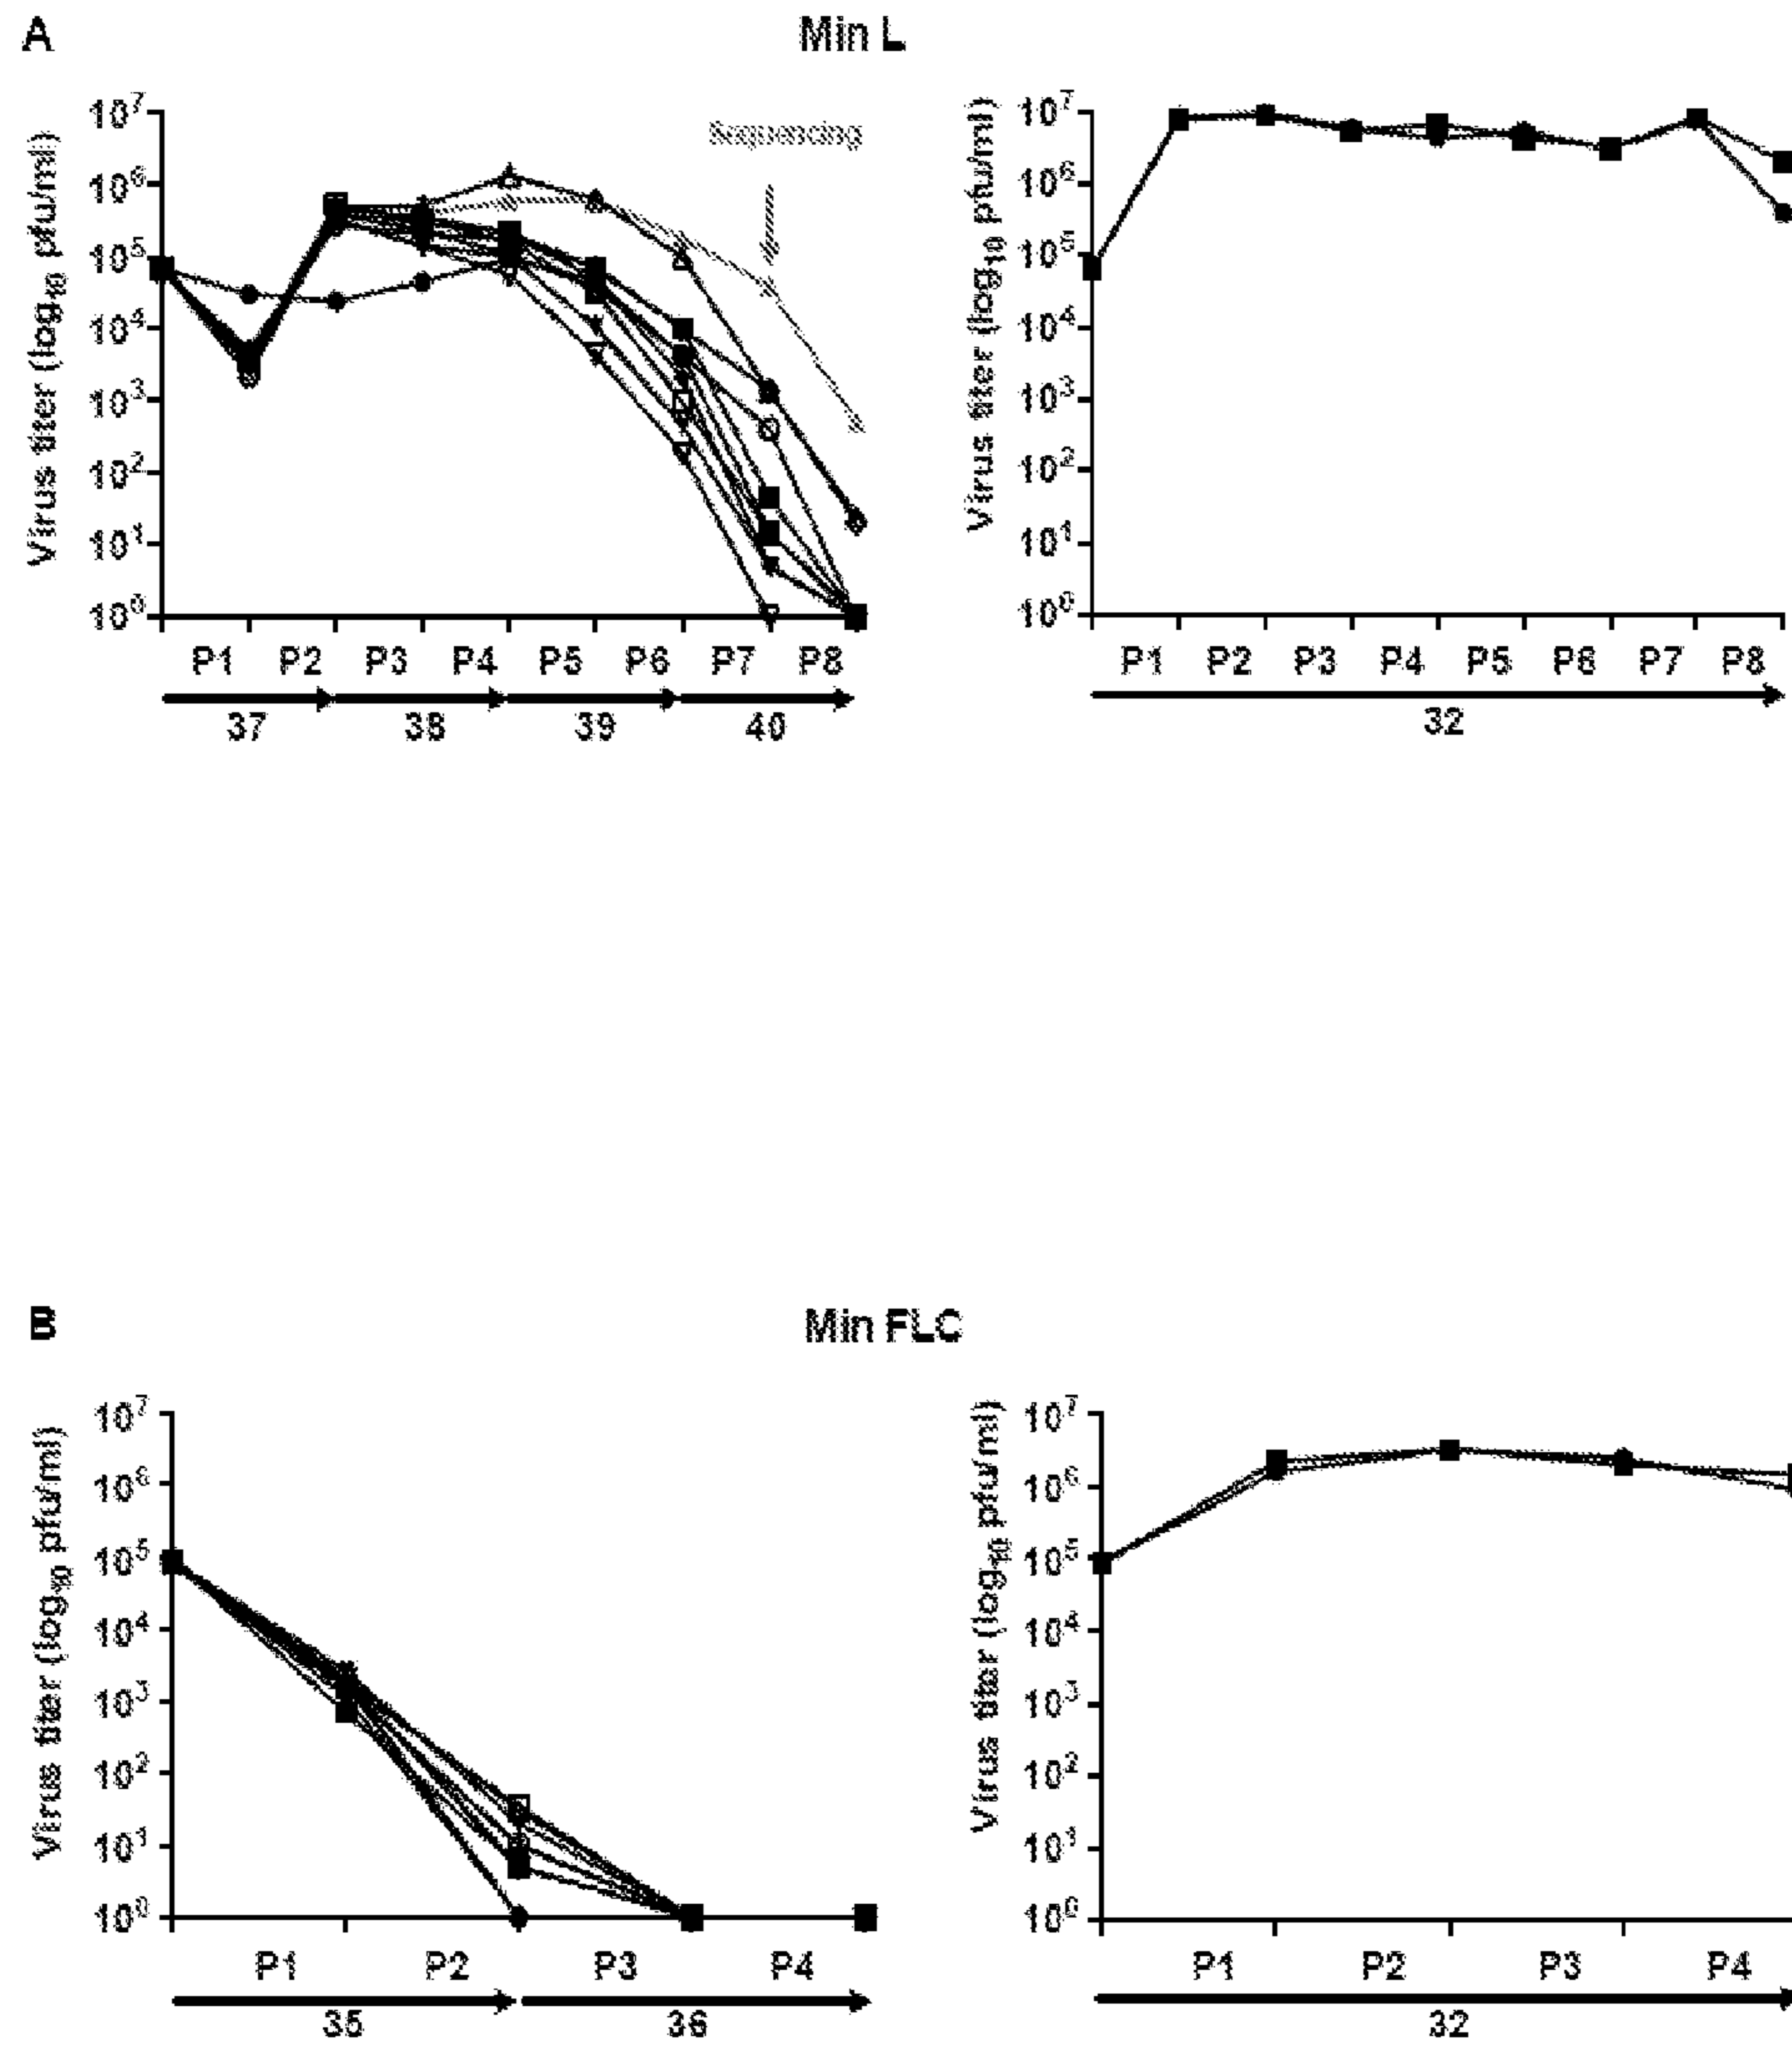 A
Min L
Virus titer (log10 pfu/ml)
10^7
10^6
10^5
10^4
10^3
10^2
10^1
10^0
Sequencing
P1 P2 P3 P4 P5 P6 P7 P8
37 38 39 40
Virus titer (log10 pfu/ml)
10^7
10^6
10^5
10^4
10^3
10^2
10^1
10^0
P1 P2 P3 P4 P5 P6 P7 P8
32
B
Min FLC
Virus titer (log10 pfu/ml)
10^7
10^6
10^5
10^4
10^3
10^2
10^1
10^0
P1 P2 P3 P4
35 36
Virus titer (log10 pfu/ml)
10^7
10^6
10^5
10^4
10^3
10^2
10^1
10^0
P1 P2 P3 P4
32